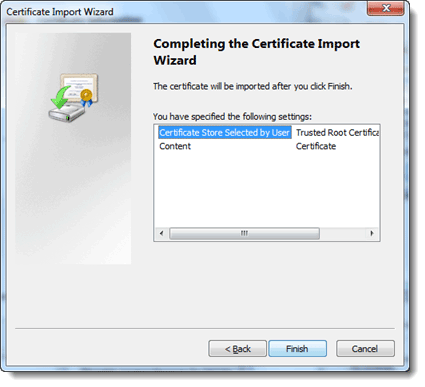 Certificate Import Wizard
Completing the Certificate Import
Wizard
The certificate will be imported after you click Finish.
You have specified the following settings:
Certificate Store Selected by User Trusted Root Certifica
Content Certificate
< Back Finish Cancel